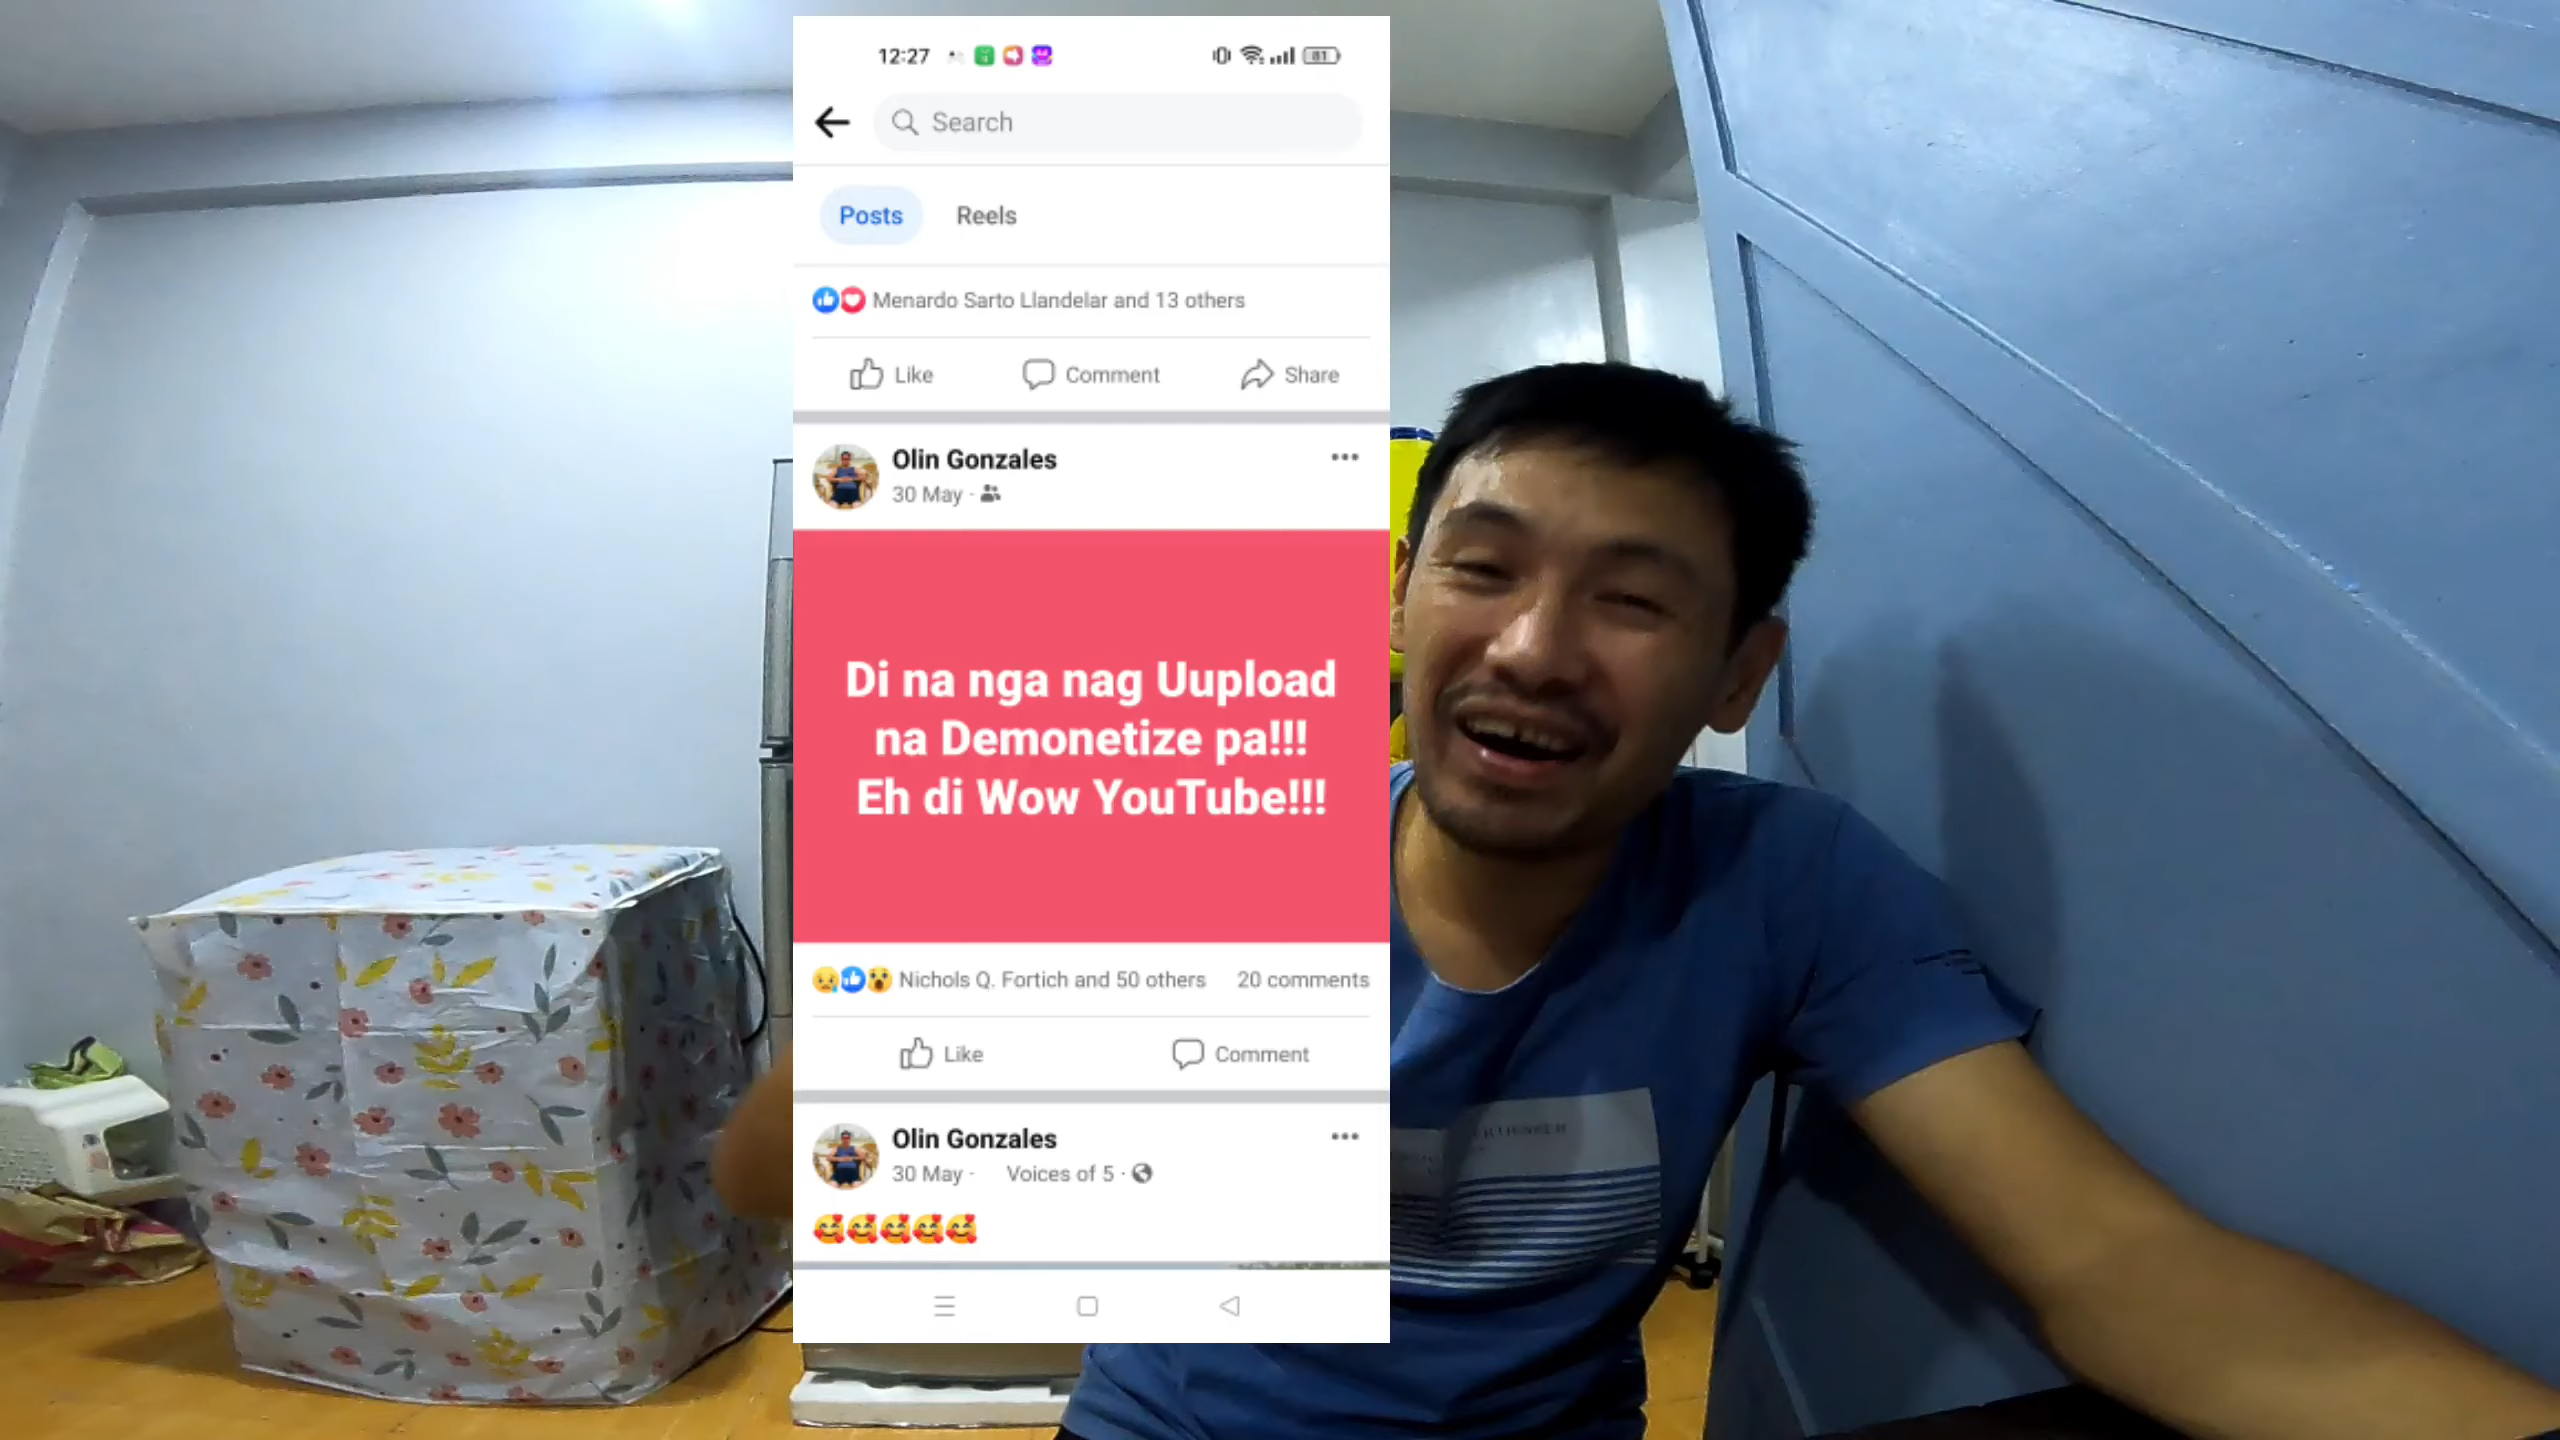 12:27
81
Search
Posts Reels
Menardo Sarto Llandelar and 13 others
Like Comment Share
Olin Gonzales
30 May ·
Di na nga nag Uupload
na Demonetize pa!!!
Eh di Wow YouTube!!!
Nichols Q. Fortich and 50 others 20 comments
Like Comment
Olin Gonzales
30 May · Voices of 5 ·